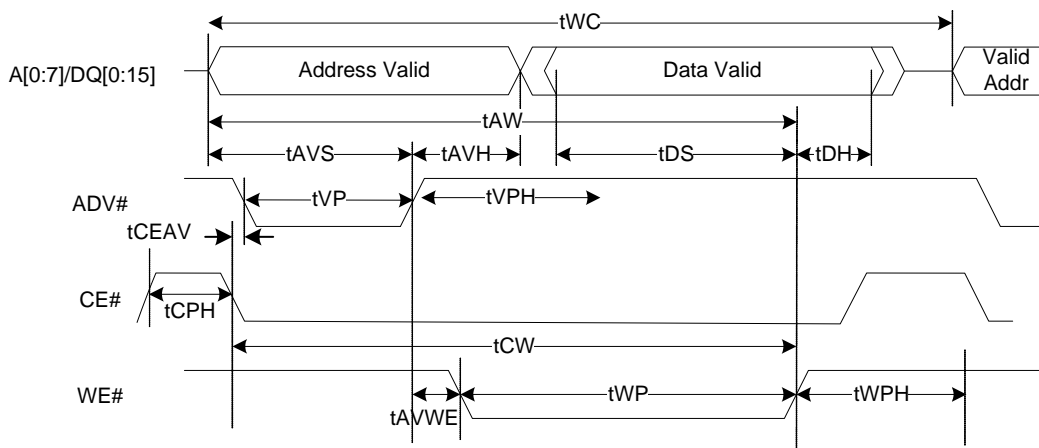 tWC
A[0:7]/DQ[0:15]
Address Valid
Data Valid
Valid
Addr
tAW
tAVS
tAVH
tDS
tDH
ADV#
tVP
tVPH
tCEAV
CE#
tCPH
tCW
WE#
tAVWE
tWP
tWPH